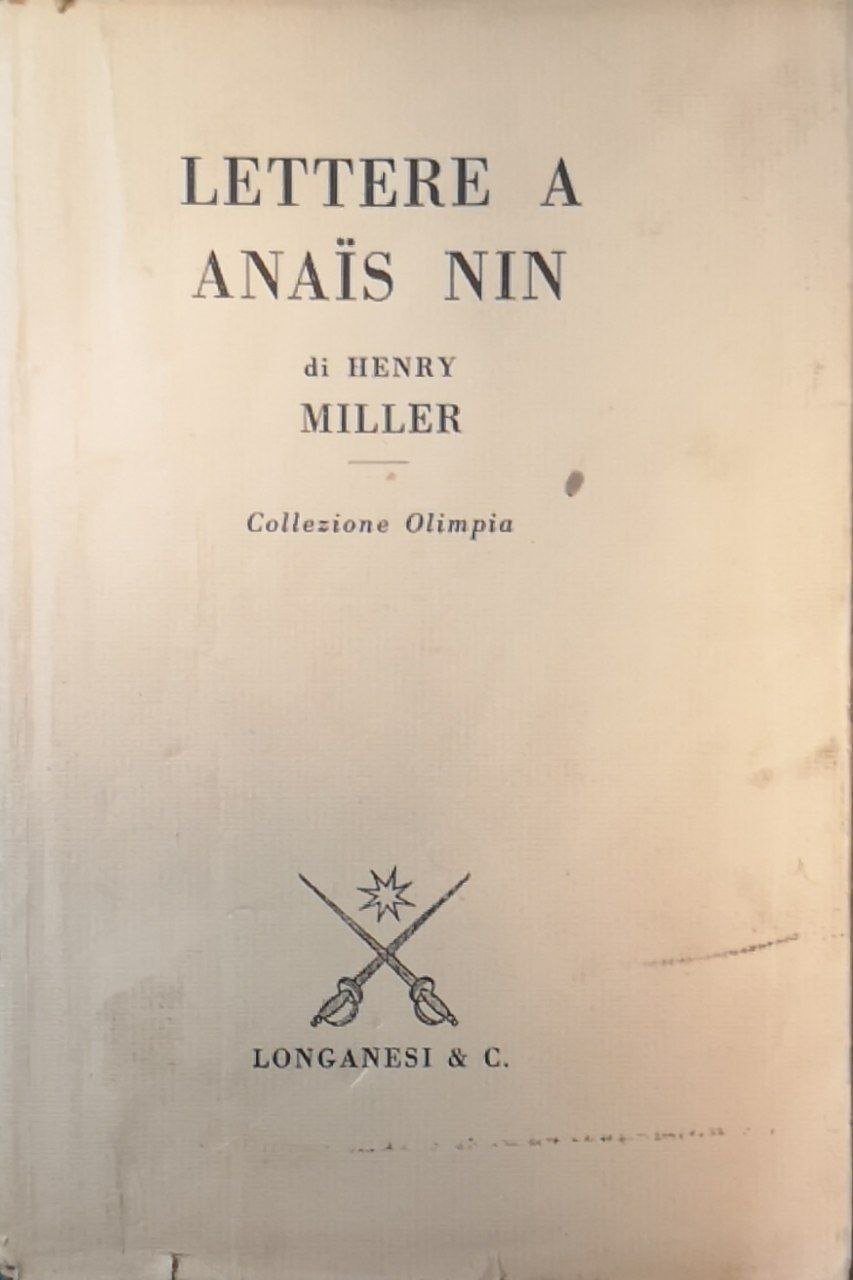 LETTERE A
ANAÏS NIN
di HENRY
MILLER
Collezione Olimpia
LONGANESI & C.